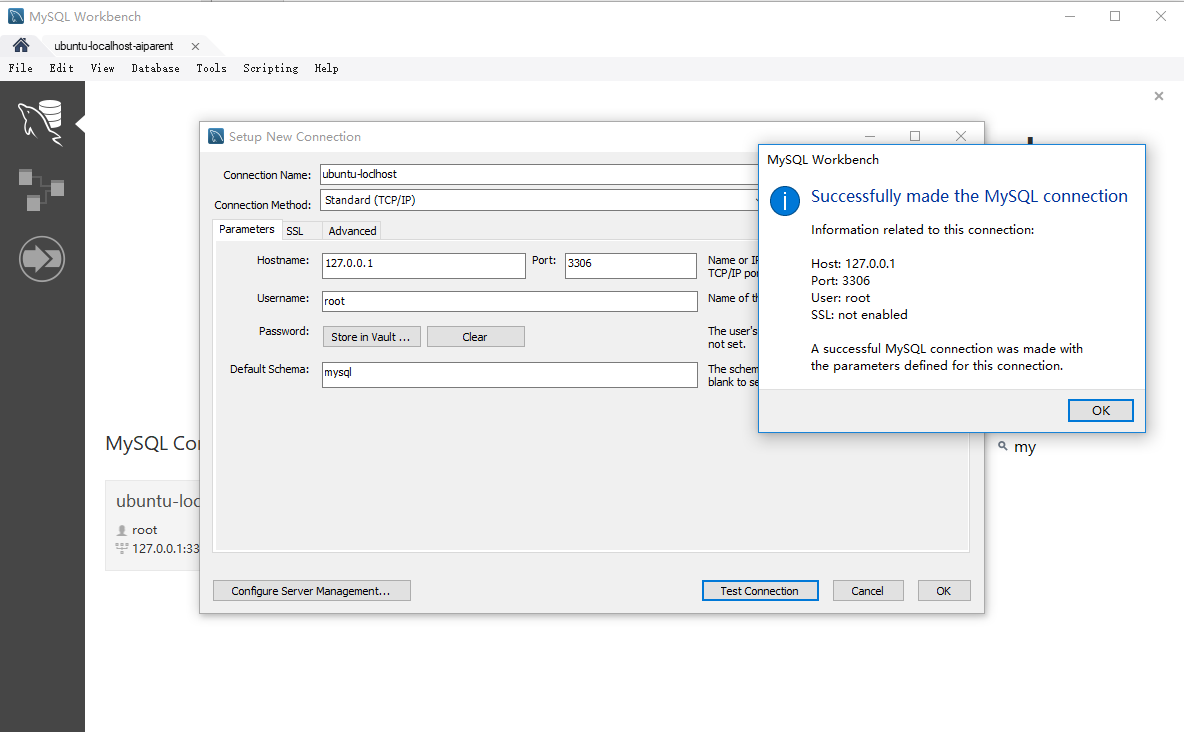 MySQL Workbench
ubuntu-localhost-aiparent
File Edit View Database Tools Scripting Help
Setup New Connection
Connection Name: ubuntu-loclhost
Connection Method: Standard (TCP/IP)
Parameters SSL Advanced
Hostname: 127.0.0.1 Port: 3306 Name or IP
TCP/IP por
Username: root Name of th
Password: Store in Vault ... Clear The user's
not set.
Default Schema: mysql The schem
blank to se
Configure Server Management...
Test Connection Cancel OK
MySQL Workbench
Successfully made the MySQL connection
Information related to this connection:
Host: 127.0.0.1
Port: 3306
User: root
SSL: not enabled
A successful MySQL connection was made with
the parameters defined for this connection.
OK
MySQL Con
my
ubuntu-loc
root
127.0.0.1:33